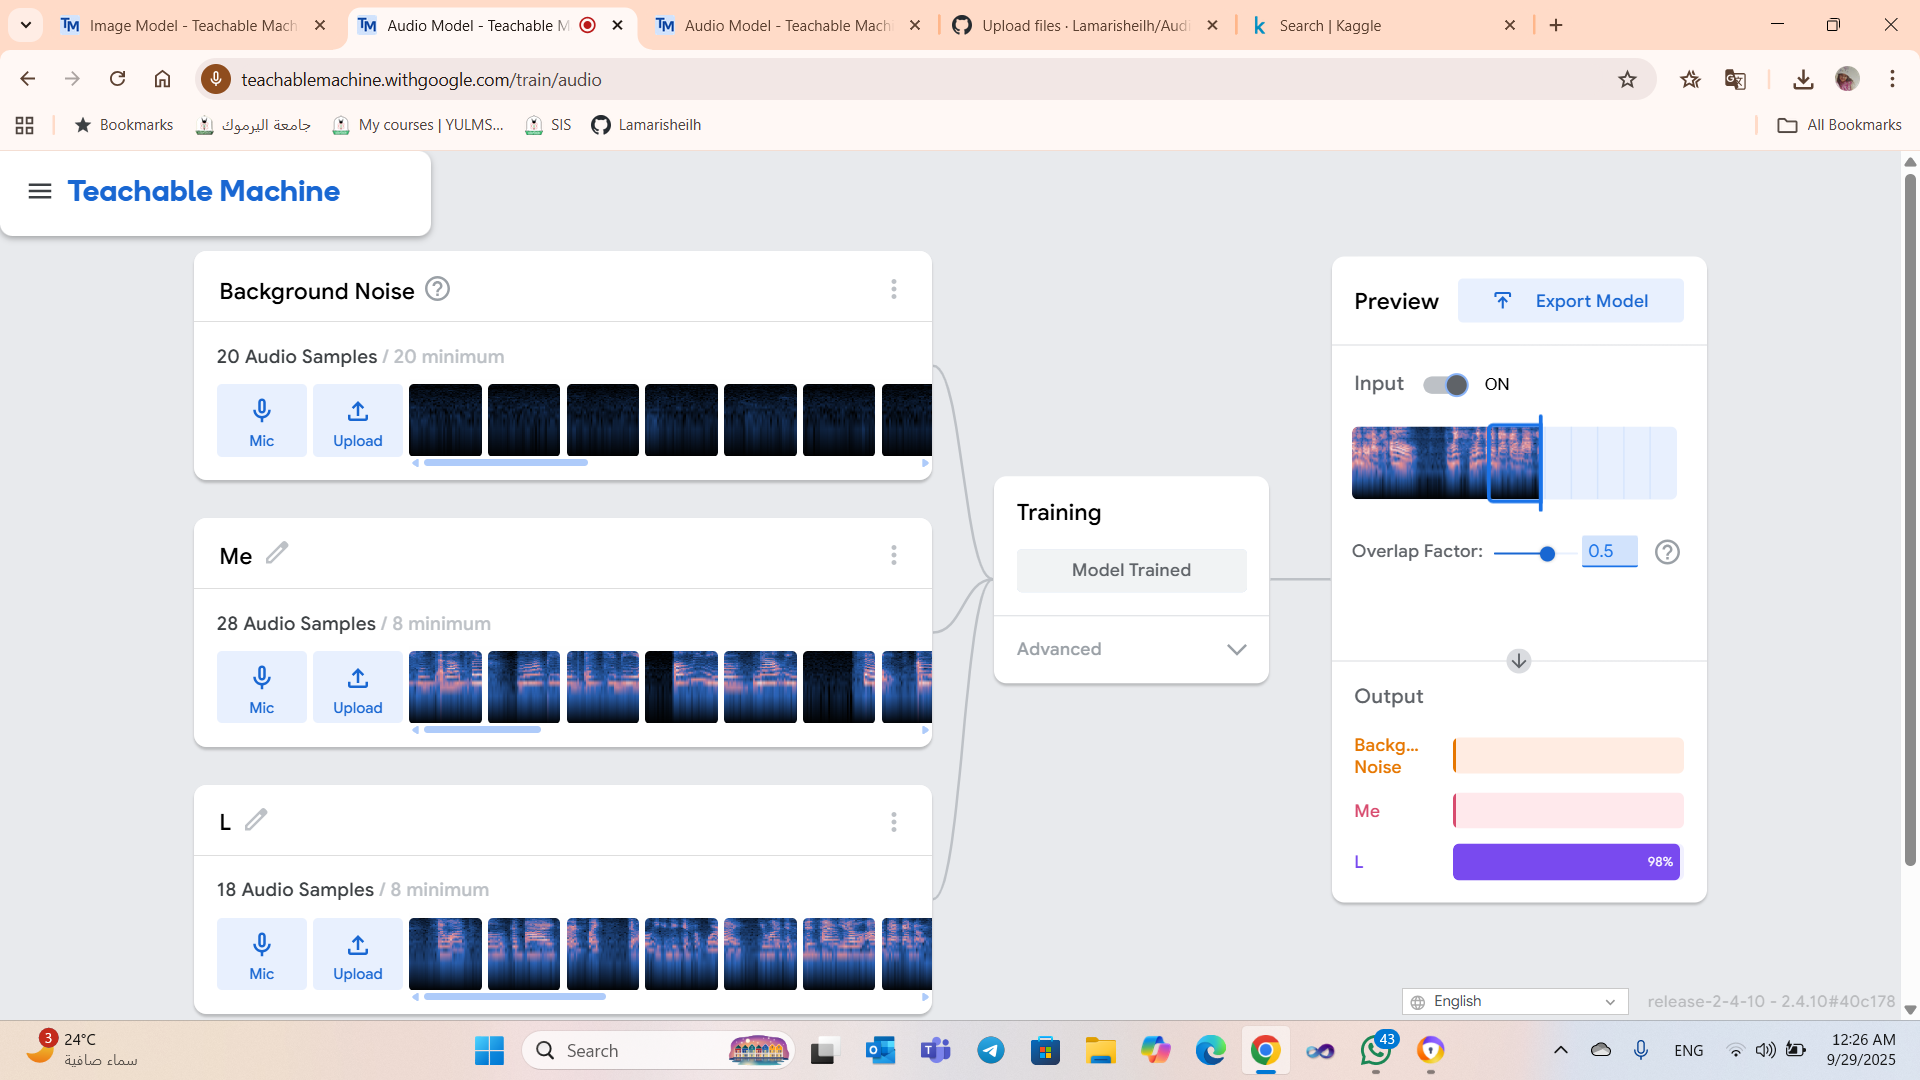 Image Model - Teachable Mach
Audio Model - Teachable M
Audio Model - Teachable Mach
Upload files · Lamarisheilh/Audi
Search | Kaggle
teachablemachine.withgoogle.com/train/audio
Bookmarks
جامعة اليرموك
My courses | YULMS...
SIS
Lamarisheilh
All Bookmarks
Teachable Machine
Background Noise
20 Audio Samples / 20 minimum
Mic
Upload
Me
28 Audio Samples / 8 minimum
Mic
Upload
L
18 Audio Samples / 8 minimum
Mic
Upload
Training
Model Trained
Advanced
Preview
Export Model
Input
ON
Overlap Factor:
0.5
Output
Backg...
Noise
Me
L
98%
English
release-2-4-10 - 2.4.10#40c178
3
24°C
سماء صافية
Search
43
ENG
12:26 AM
9/29/2025